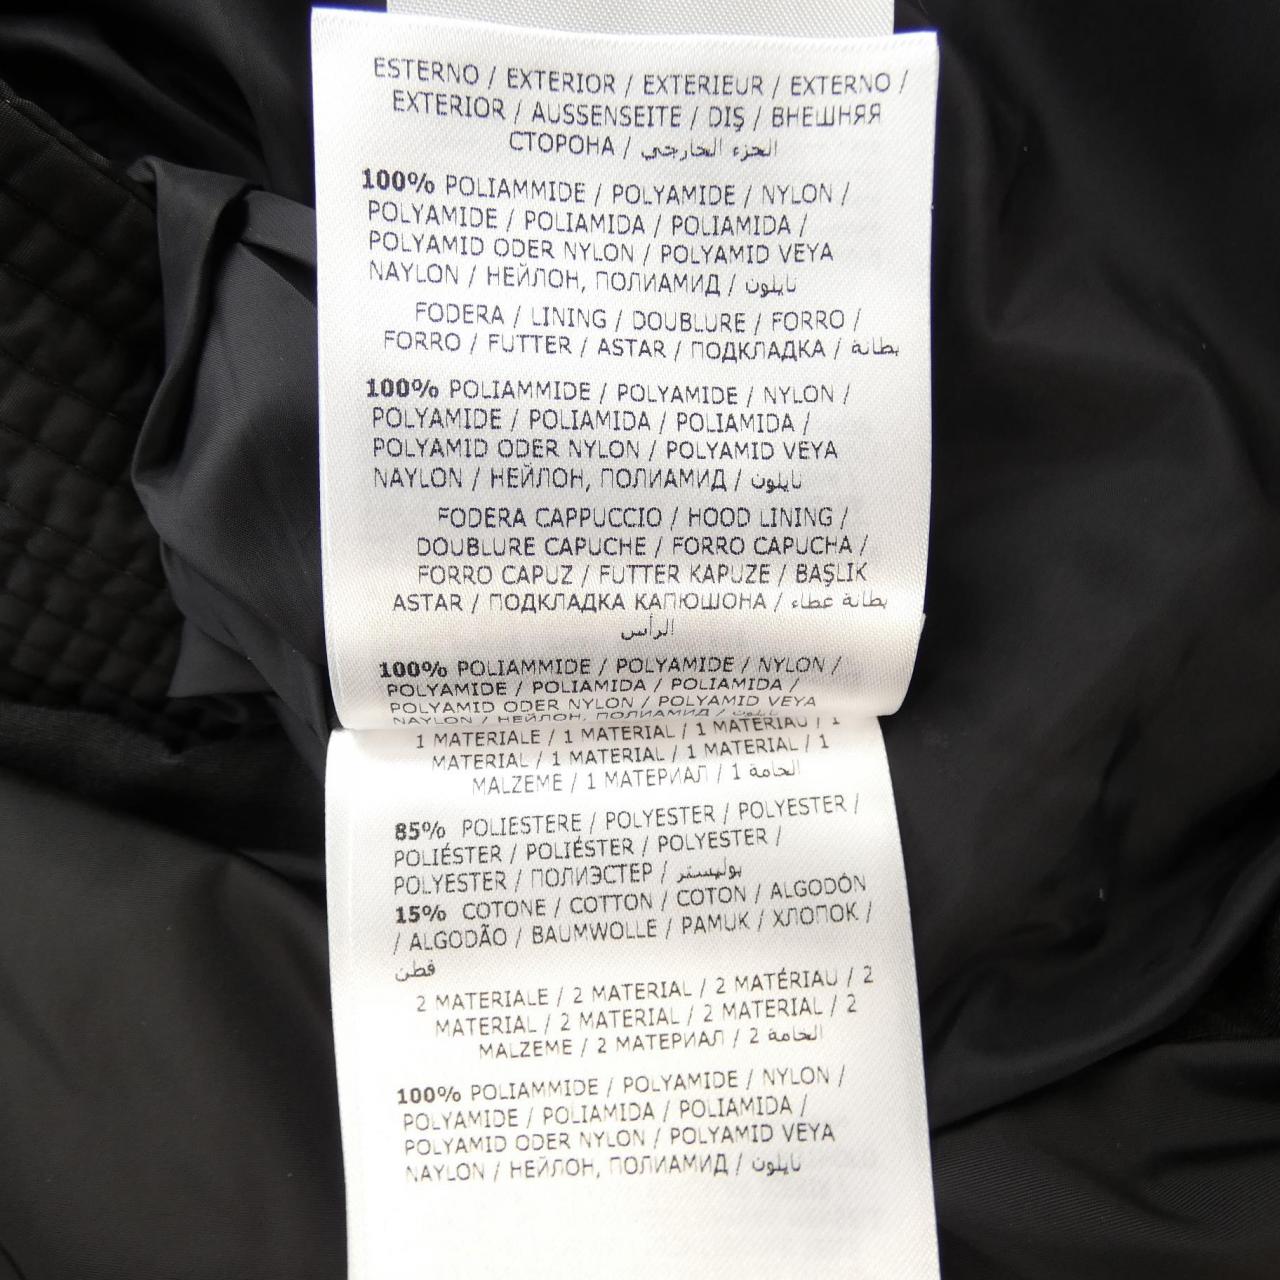 ESTERNO / EXTERIOR / EXTERIEUR / EXTERNO /
EXTERIOR / AUSSENSEITE / DIŞ / ВНЕШНЯЯ
СТОРОНА / الجزء الخارجي
100% POLIAMMIDE / POLYAMIDE / NYLON /
POLYAMIDE / POLIAMIDA / POLIAMIDA /
POLYAMID ODER NYLON / POLYAMID VEYA
NAYLON / НЕЙЛОН, ПОЛИАМИД / نايلون
FODERA / LINING / DOUBLURE / FORRO /
FORRO / FUTTER / ASTAR / ПОДКЛАДКА / بطانة
100% POLIAMMIDE / POLYAMIDE / NYLON /
POLYAMIDE / POLIAMIDA / POLIAMIDA /
POLYAMID ODER NYLON / POLYAMID VEYA
NAYLON / НЕЙЛОН, ПОЛИАМИД / نايلون
FODERA CAPPUCCIO / HOOD LINING /
DOUBLURE CAPUCHE / FORRO CAPUCHA /
FORRO CAPUZ / FUTTER KAPUZE / BAŞLIK
ASTAR / ПОДКЛАДКА КАПЮШОНА / بطانة غطاء
الرأس
100% POLIAMMIDE / POLYAMIDE / NYLON /
POLYAMIDE / POLIAMIDA / POLIAMIDA /
POLYAMID ODER NYLON / POLYAMID VEYA
NAYLON / НЕЙЛОН, ПОЛИАМИД / نايلون
1 MATERIALE / 1 MATERIAL / 1 MATÉRIAU / 1
MATERIAL / 1 MATERIAL / 1 MATERIAL / 1
MALZEME / 1 МАТЕРИАЛ / 1 الخامة
85% POLIESTERE / POLYESTER / POLYESTER /
POLIÉSTER / POLIÉSTER / POLYESTER /
POLYESTER / ПОЛИЭСТЕР / بوليستر
15% COTONE / COTTON / COTON / ALGODÓN
/ ALGODÃO / BAUMWOLLE / PAMUK / ХЛОПОК /
قطن
2 MATERIALE / 2 MATERIAL / 2 MATÉRIAU / 2
MATERIAL / 2 MATERIAL / 2 MATERIAL / 2
MALZEME / 2 МАТЕРИАЛ / 2 الخامة
100% POLIAMMIDE / POLYAMIDE / NYLON /
POLYAMIDE / POLIAMIDA / POLIAMIDA /
POLYAMID ODER NYLON / POLYAMID VEYA
NAYLON / НЕЙЛОН, ПОЛИАМИД / نايلون